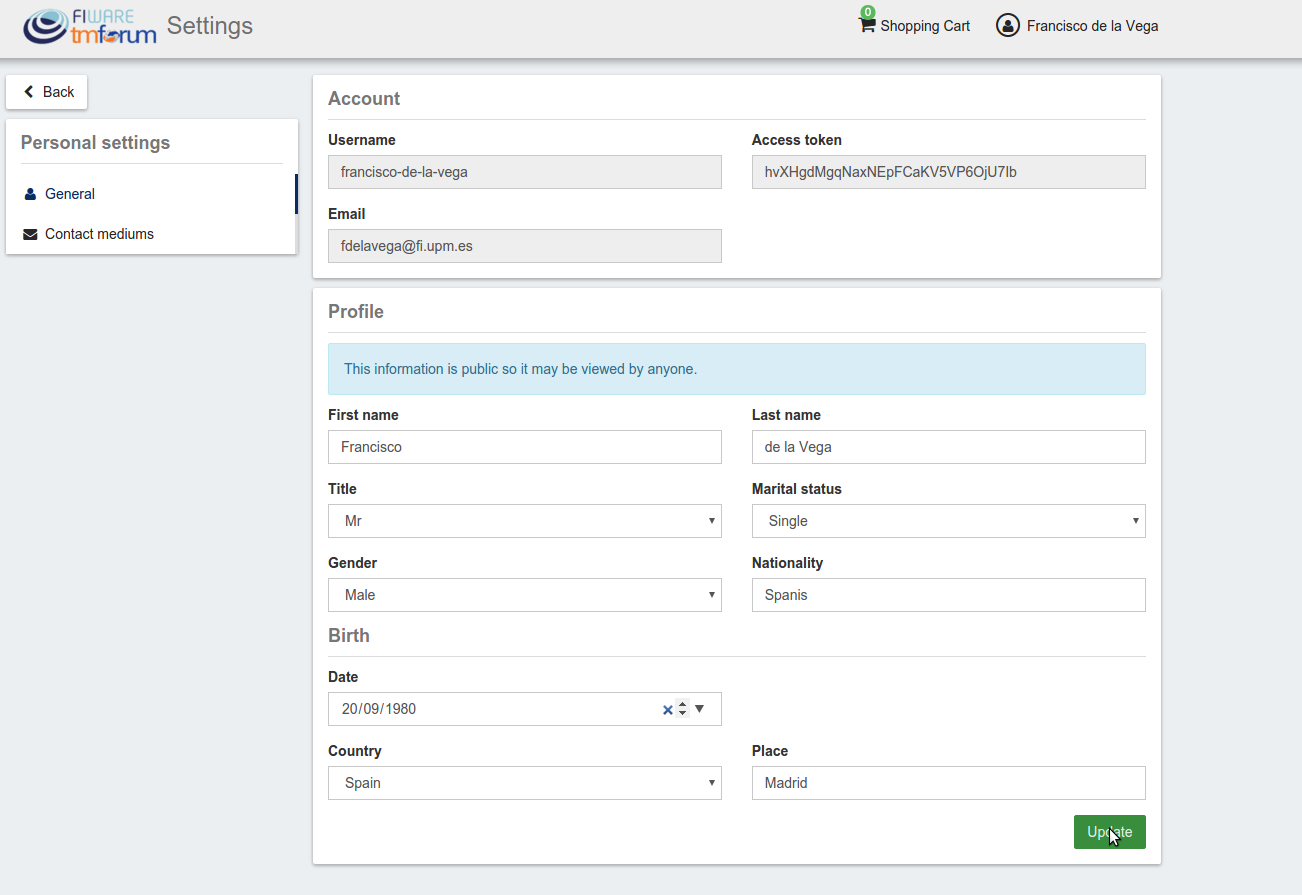 FIWARE
tmforum
Settings
0
Shopping Cart
Francisco de la Vega
Back
Personal settings
General
Contact mediums
Account
Username
Access token
francisco-de-la-vega
hvXHgdMgqNaxNEpFCaKV5VP6OjU7lb
Email
fdelavega@fi.upm.es
Profile
This information is public so it may be viewed by anyone.
First name
Last name
Francisco
de la Vega
Title
Marital status
Mr
Single
Gender
Nationality
Male
Spanis
Birth
Date
20/09/1980
Country
Place
Spain
Madrid
Update